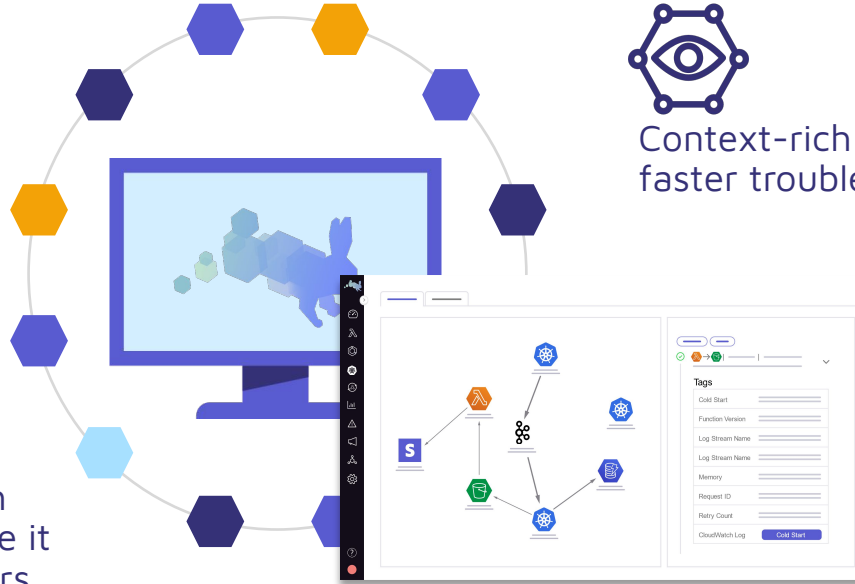 Context-rich
faster trouble
Tags
Cold Start
Function Version
Log Stream Name
Log Stream Name
Memory
Request ID
Retry Count
CloudWatch Log
Cold Start
S
e it